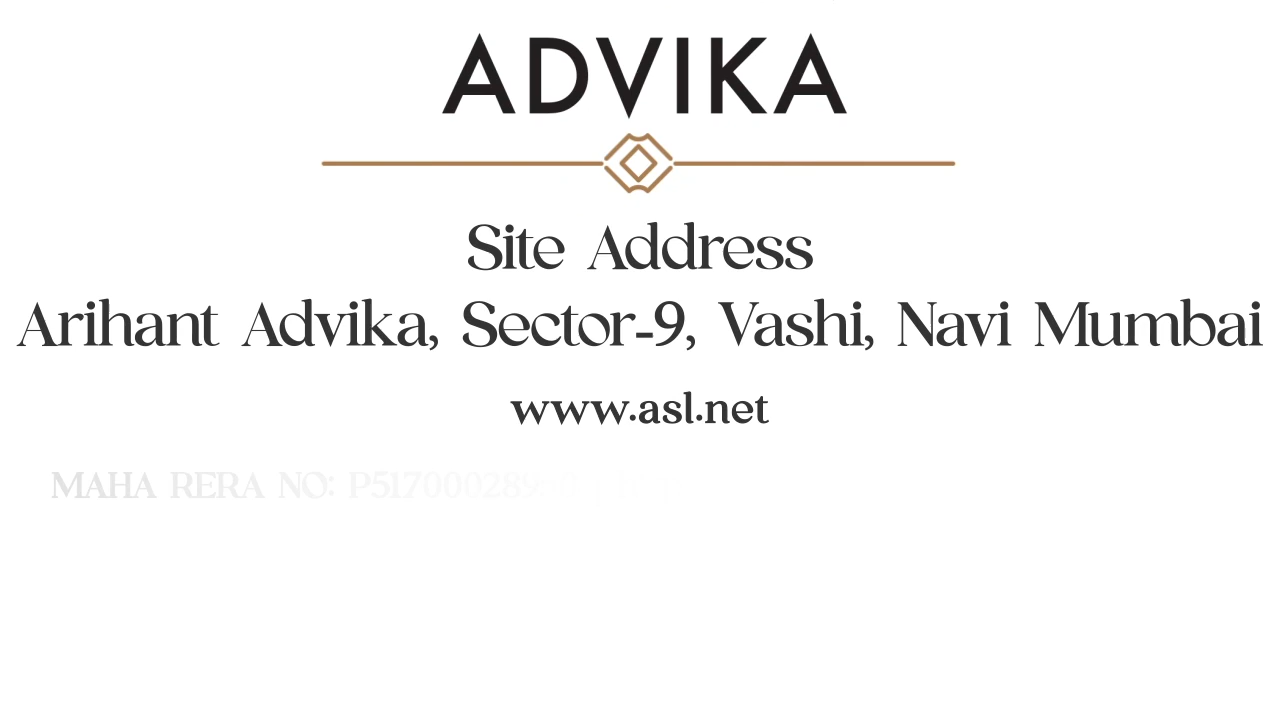 ADVIKA
Site Address
Arihant Advika, Sector-9, Vashi, Navi Mumbai
www.asl.net
MAHA RERA NO: